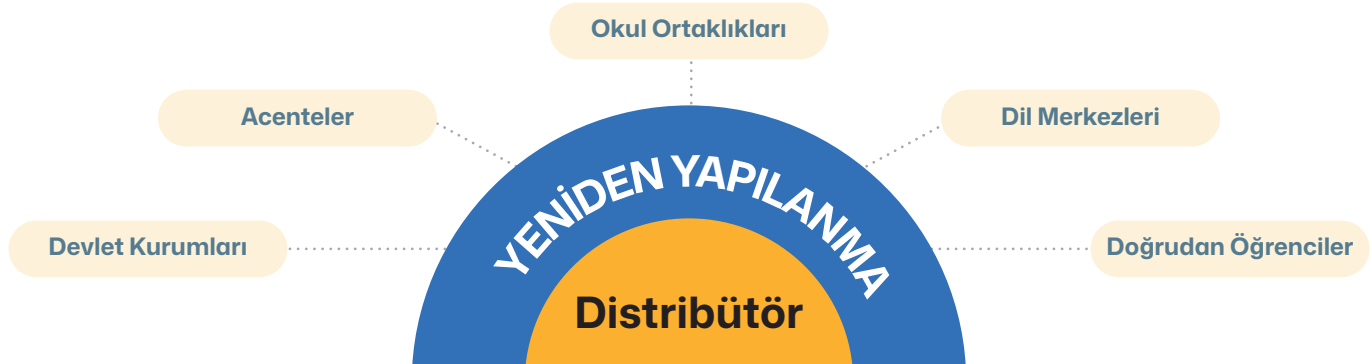 Okul Ortaklıkları
Acenteler
Dil Merkezleri
YENİDEN YAPILANMA
Devlet Kurumları
Doğrudan Öğrenciler
Distribütör